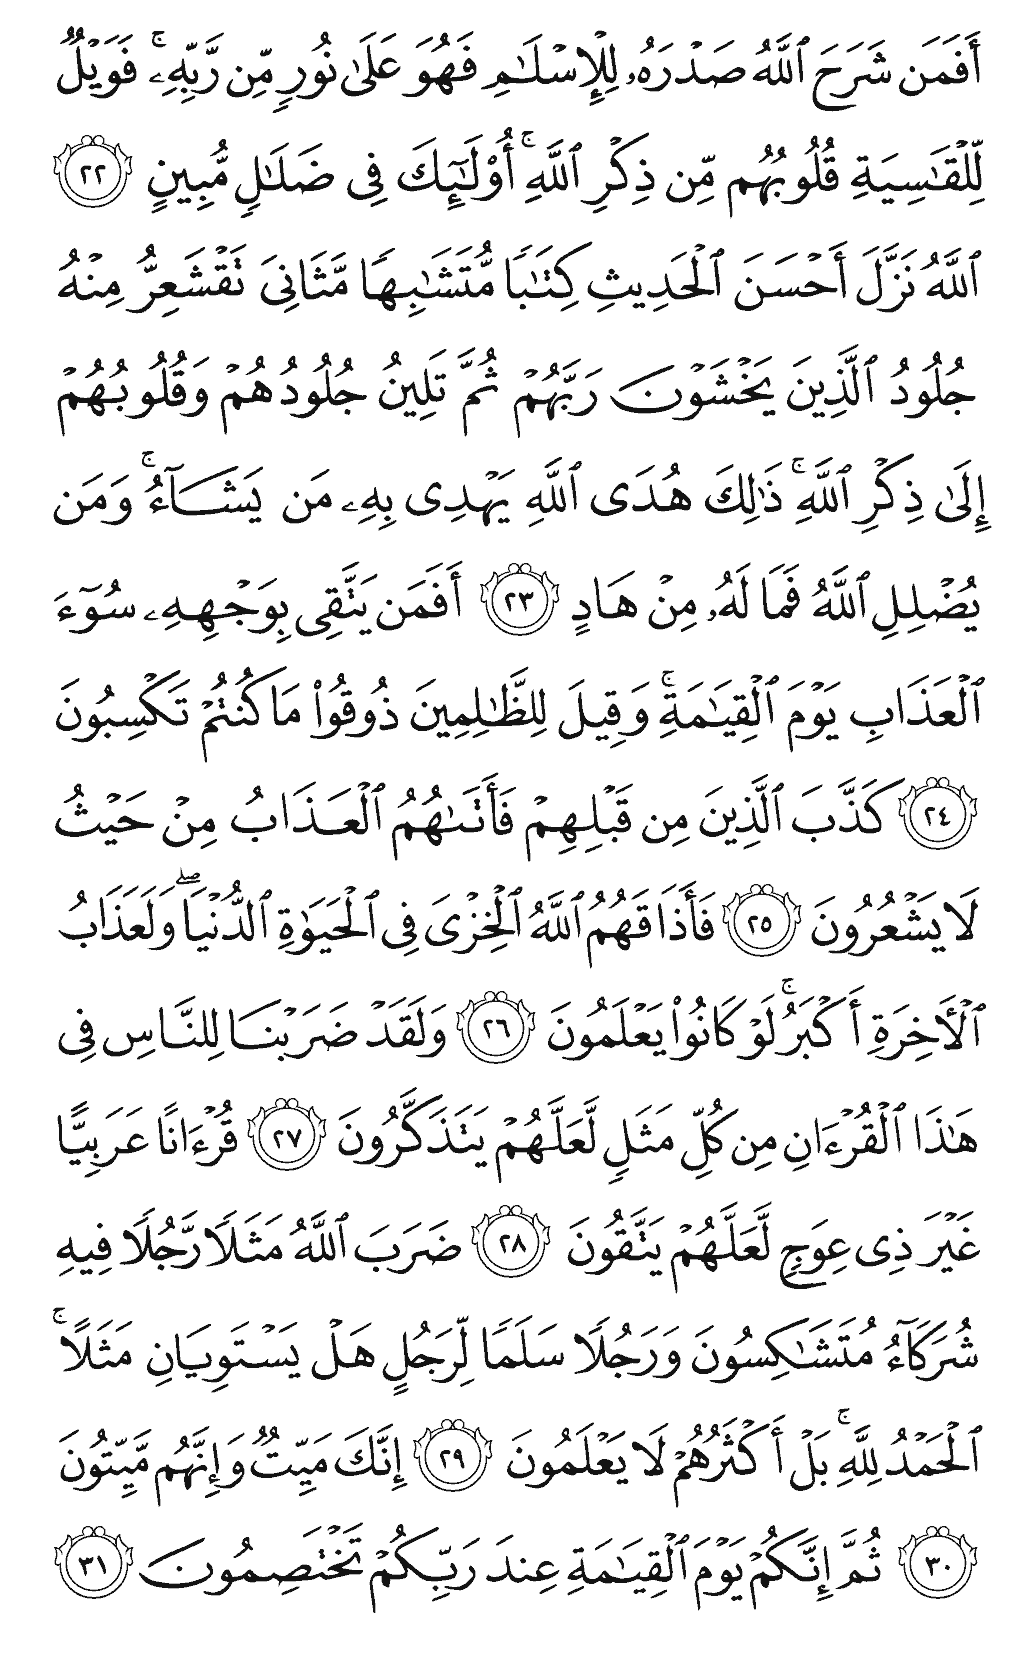 أَفَمَن شَرَحَ ٱللَّهُ صَدْرَهُۥ لِلْإِسْلَٰمِ فَهُوَ عَلَىٰ نُورٍ مِّن رَّبِّهِۦ ۚ فَوَيْلٌ
لِّلْقَٰسِيَةِ قُلُوبُهُم مِّن ذِكْرِ ٱللَّهِ ۚ أُو۟لَٰٓئِكَ فِى ضَلَٰلٍ مُّبِينٍ ٢٢
ٱللَّهُ نَزَّلَ أَحْسَنَ ٱلْحَدِيثِ كِتَٰبًا مُّتَشَٰبِهًا مَّثَانِىَ تَقْشَعِرُّ مِنْهُ
جُلُودُ ٱلَّذِينَ يَخْشَوْنَ رَبَّهُمْ ثُمَّ تَلِينُ جُلُودُهُمْ وَقُلُوبُهُمْ
إِلَىٰ ذِكْرِ ٱللَّهِ ۚ ذَٰلِكَ هُدَى ٱللَّهِ يَهْدِى بِهِۦ مَن يَشَآءُ ۚ وَمَن
يُضْلِلِ ٱللَّهُ فَمَا لَهُۥ مِنْ هَادٍ ٢٣ أَفَمَن يَتَّقِى بِوَجْهِهِۦ سُوٓءَ
ٱلْعَذَابِ يَوْمَ ٱلْقِيَٰمَةِ ۚ وَقِيلَ لِلظَّٰلِمِينَ ذُوقُوا۟ مَا كُنتُمْ تَكْسِبُونَ
٢٤ كَذَّبَ ٱلَّذِينَ مِن قَبْلِهِمْ فَأَتَىٰهُمُ ٱلْعَذَابُ مِنْ حَيْثُ
لَا يَشْعُرُونَ ٢٥ فَأَذَاقَهُمُ ٱللَّهُ ٱلْخِزْىَ فِى ٱلْحَيَوٰةِ ٱلدُّنْيَا ۖ وَلَعَذَابُ
ٱلْأَخِرَةِ أَكْبَرُ ۚ لَوْ كَانُوا۟ يَعْلَمُونَ ٢٦ وَلَقَدْ ضَرَبْنَا لِلنَّاسِ فِى
هَٰذَا ٱلْقُرْءَانِ مِن كُلِّ مَثَلٍ لَّعَلَّهُمْ يَتَذَكَّرُونَ ٢٧ قُرْءَانًا عَرَبِيًّا
غَيْرَ ذِى عِوَجٍ لَّعَلَّهُمْ يَتَّقُونَ ٢٨ ضَرَبَ ٱللَّهُ مَثَلًا رَّجُلًا فِيهِ
شُرَكَآءُ مُتَشَٰكِسُونَ وَرَجُلًا سَلَمًا لِّرَجُلٍ هَلْ يَسْتَوِيَانِ مَثَلًا ۚ
ٱلْحَمْدُ لِلَّهِ ۚ بَلْ أَكْثَرُهُمْ لَا يَعْلَمُونَ ٢٩ إِنَّكَ مَيِّتٌ وَإِنَّهُم مَّيِّتُونَ
٣٠ ثُمَّ إِنَّكُمْ يَوْمَ ٱلْقِيَٰمَةِ عِندَ رَبِّكُمْ تَخْتَصِمُونَ ٣١